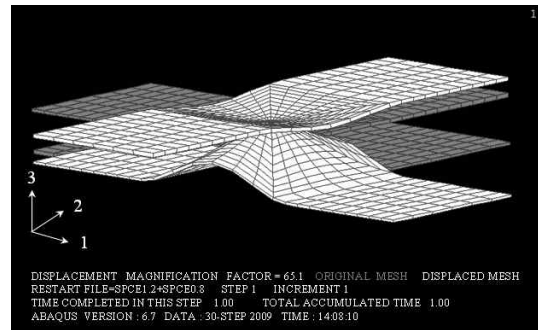 1
3
2
1
DISPLACEMENT MAGNIFICATION FACTOR = 65.1 ORIGINAL MESH DISPLACED MESH
RESTART FILE=SPCE1.2+SPCE0.8 STEP 1 INCREMENT 1
TIME COMPLETED IN THIS STEP 1.00 TOTAL ACCUMULATED TIME 1.00
ABAQUS VERSION : 6.7 DATA : 30-STEP 2009 TIME : 14:08:10